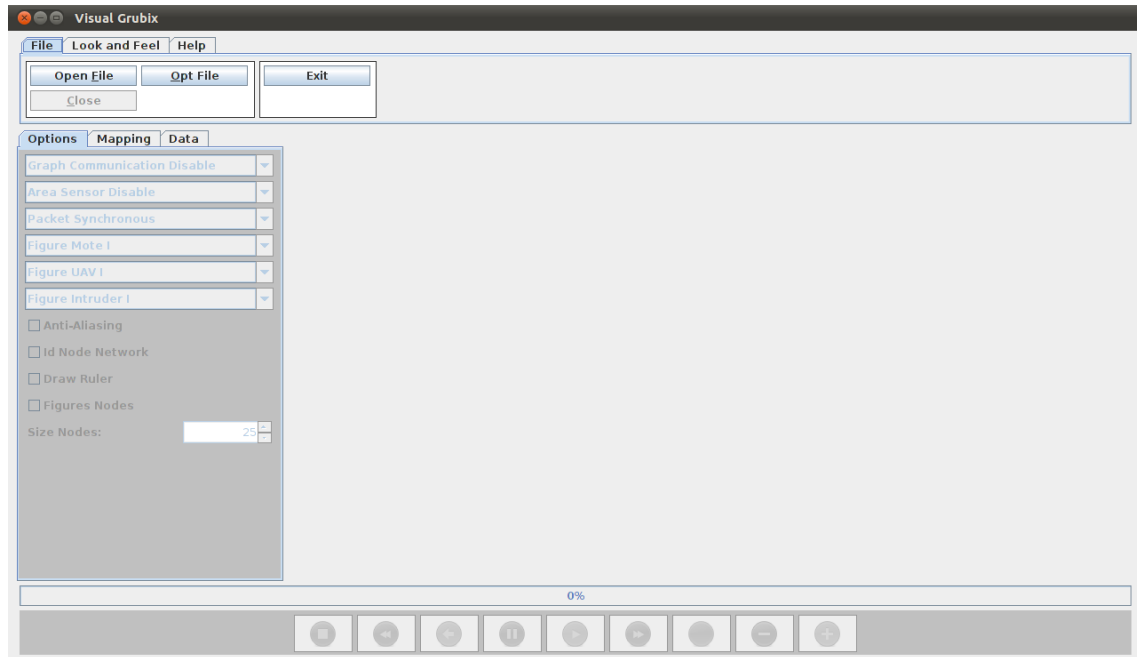 Visual Grubix
File Look and Feel Help
Open File Opt File Exit
Close
Options Mapping Data
Graph Communication Disable
Area Sensor Disable
Packet Synchronous
Figure Mote I
Figure UAV I
Figure Intruder I
Anti-Aliasing
Id Node Network
Draw Ruler
Figures Nodes
Size Nodes: 25
0%